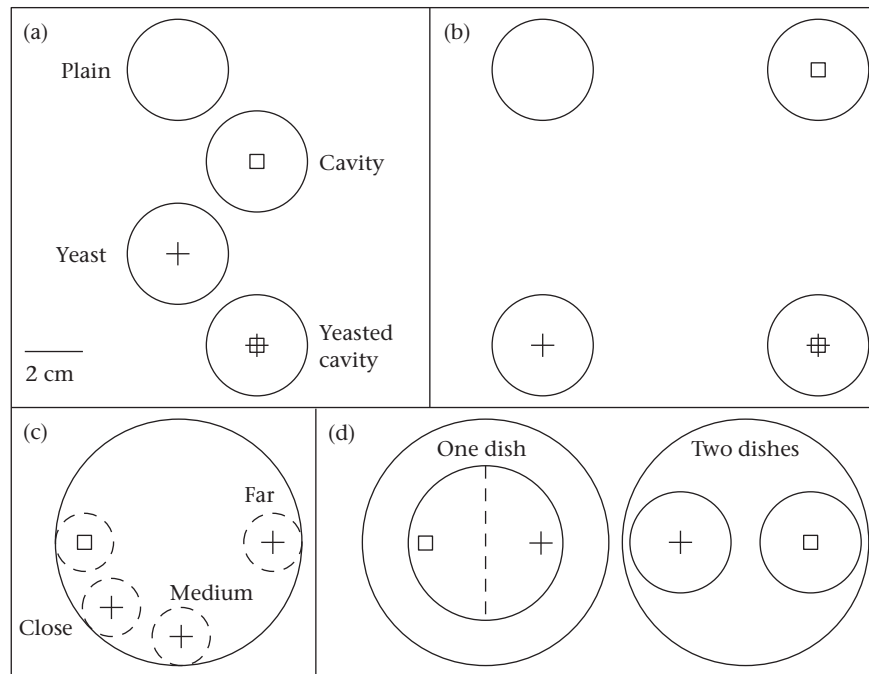 (a)
Plain
Cavity
Yeast
Yeasted
cavity
2 cm
(b)
(c)
Far
Medium
Close
(d)
One dish
Two dishes